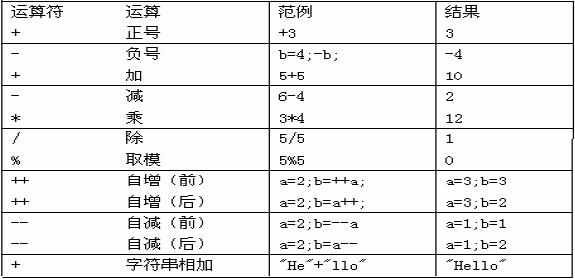 运算符 运算 范例 结果
+ 正号 +3 3
- 负号 b=4;-b; -4
+ 加 5+5 10
- 减 6-4 2
* 乘 3*4 12
/ 除 5/5 1
% 取模 5%5 0
++ 自增（前） a=2;b=++a; a=3;b=3
++ 自增（后） a=2;b=a++; a=3;b=2
-- 自减（前） a=2;b=--a a=1;b=1
-- 自减（后） a=2;b=a-- a=1;b=2
+ 字符串相加 "He"+"llo" "Hello"